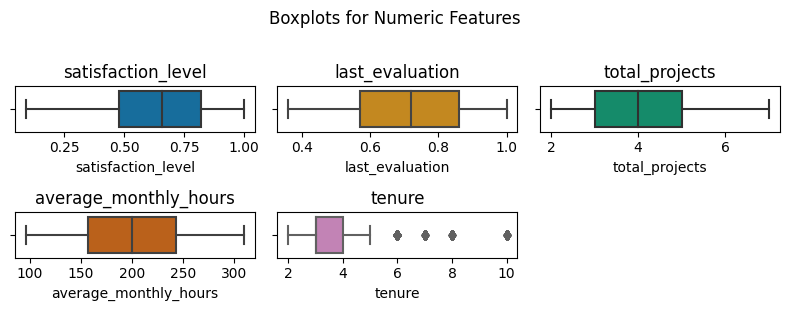 Boxplots for Numeric Features
satisfaction_level
0.25 0.50 0.75 1.00
satisfaction_level
last_evaluation
0.4 0.6 0.8 1.0
last_evaluation
total_projects
2 4 6
total_projects
average_monthly_hours
100 150 200 250 300
average_monthly_hours
tenure
2 4 6 8 10
tenure